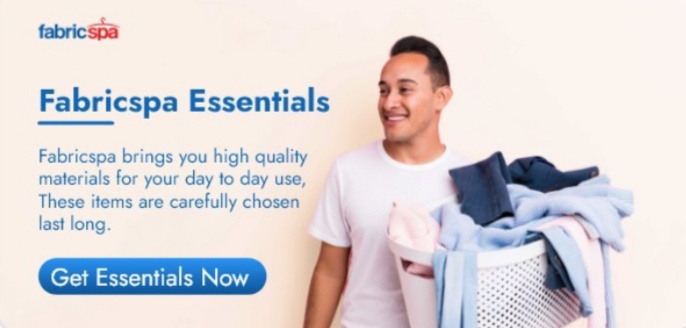 fabricspa
Fabricspa Essentials
Fabricspa brings you high quality
materials for your day to day use,
These items are carefully chosen
last long.
Get Essentials Now